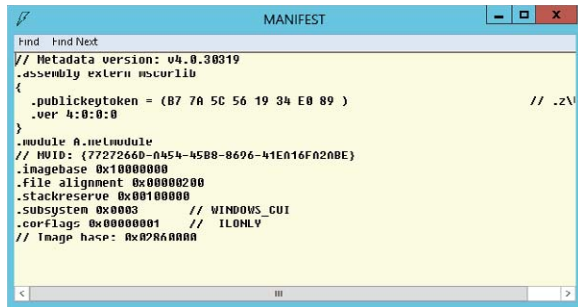 MANIFEST
Find Find Next
// Metadata version: v4.0.30319
.assembly extern mscorlib
{
.publickeytoken = (B7 7A 5C 56 19 34 E0 89 ) // .z\
.ver 4:0:0:0
}
.module A.netmodule
// MVID: {7727266D-A454-45B8-8696-41EA16FA2ABE}
.imagebase 0x10000000
.file alignment 0x00000200
.stackreserve 0x00100000
.subsystem 0x0003 // WINDOWS_CUI
.corflags 0x00000001 // ILONLY
// Image base: 0x02860000